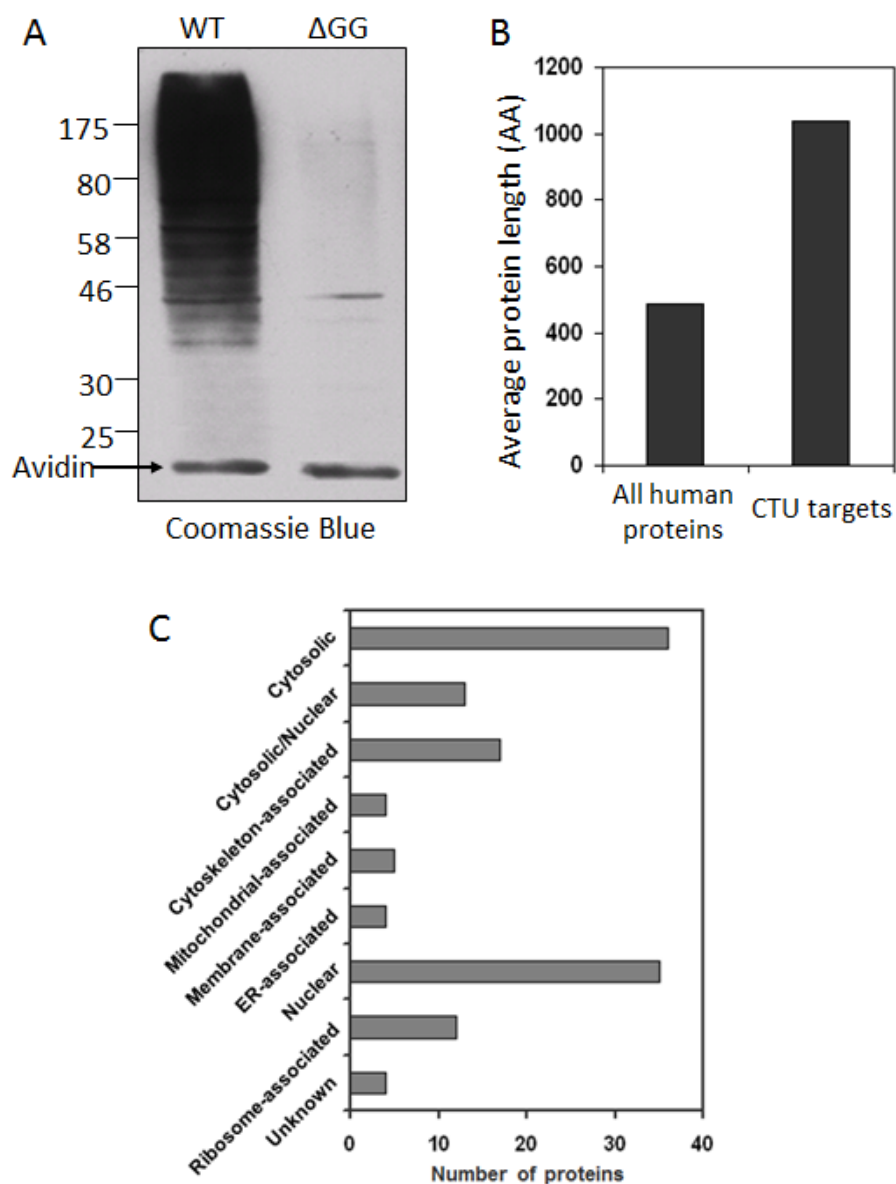 A
WT ΔGG
175
80
58
46
30
25
Avidin
Coomassie Blue
B
Average protein length (AA)
1200
1000
800
600
400
200
0
All human
proteins
CTU targets
C
Cytosolic
Cytosolic/Nuclear
Cytoskeleton-associated
Mitochondrial-associated
Membrane-associated
ER-associated
Nuclear
Ribosome-associated
Unknown
0 10 20 30 40
Number of proteins